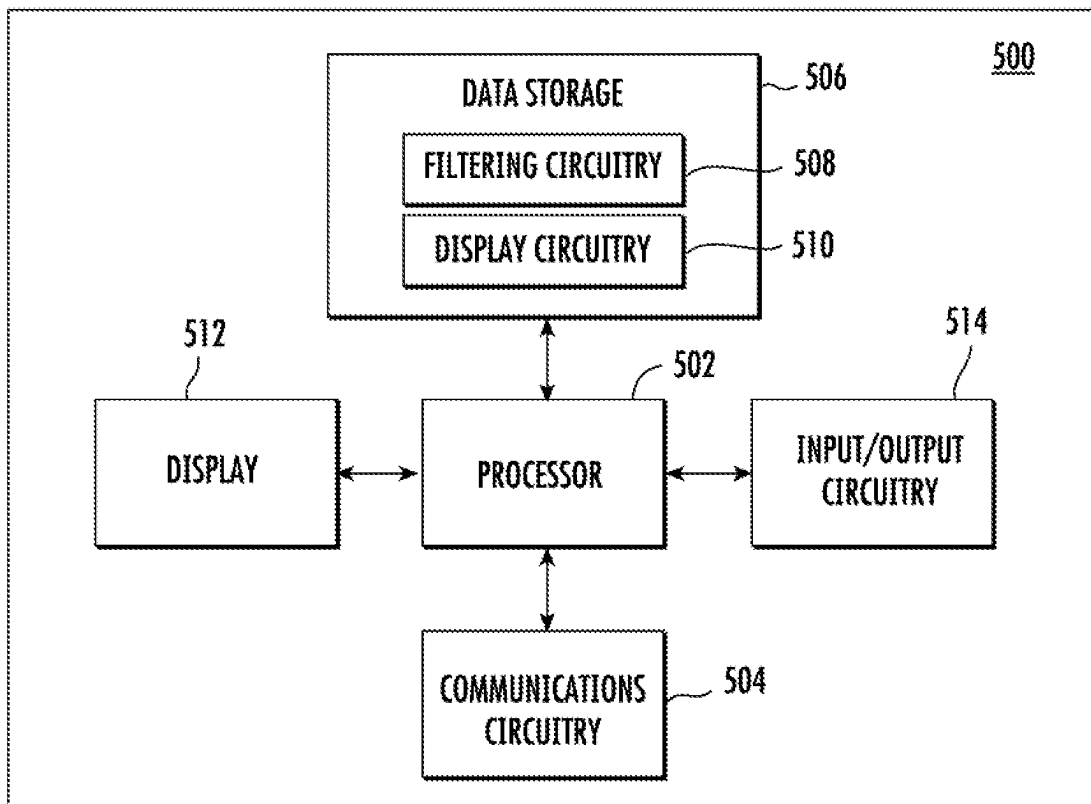 500
DATA STORAGE
506
FILTERING CIRCUITRY
508
DISPLAY CIRCUITRY
510
512
502
514
DISPLAY
PROCESSOR
INPUT/OUTPUT
CIRCUITRY
COMMUNICATIONS
CIRCUITRY
504